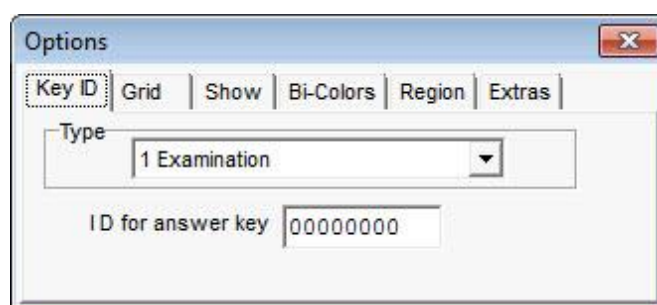 Options
Key ID Grid Show Bi-Colors Region Extras
Type
1 Examination
ID for answer key 00000000